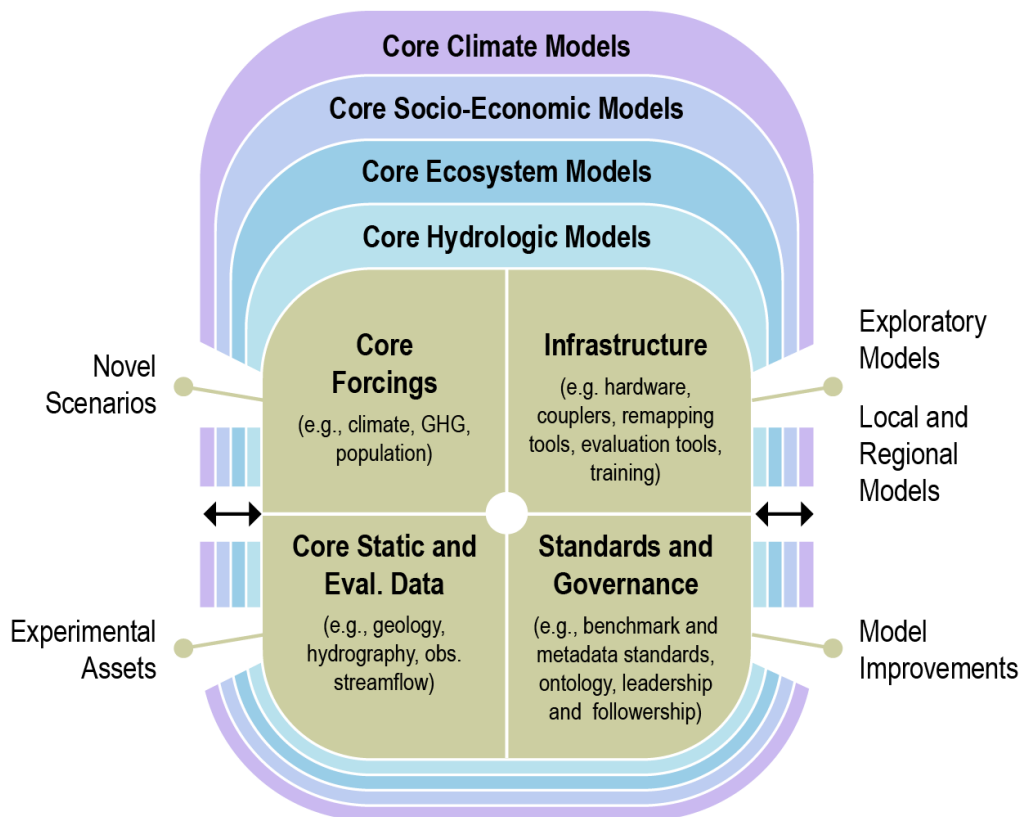 Core Climate Models
Core Socio-Economic Models
Core Ecosystem Models
Core Hydrologic Models
Core
Forcings
(e.g., climate, GHG,
population)
Infrastructure
(e.g. hardware,
couplers, remapping
tools, evaluation tools,
training)
Novel
Scenarios
Exploratory
Models
Local and
Regional
Models
Core Static and
Eval. Data
(e.g., geology,
hydrography, obs.
streamflow)
Standards and
Governance
(e.g., benchmark and
metadata standards,
ontology, leadership
and followership)
Experimental
Assets
Model
Improvements